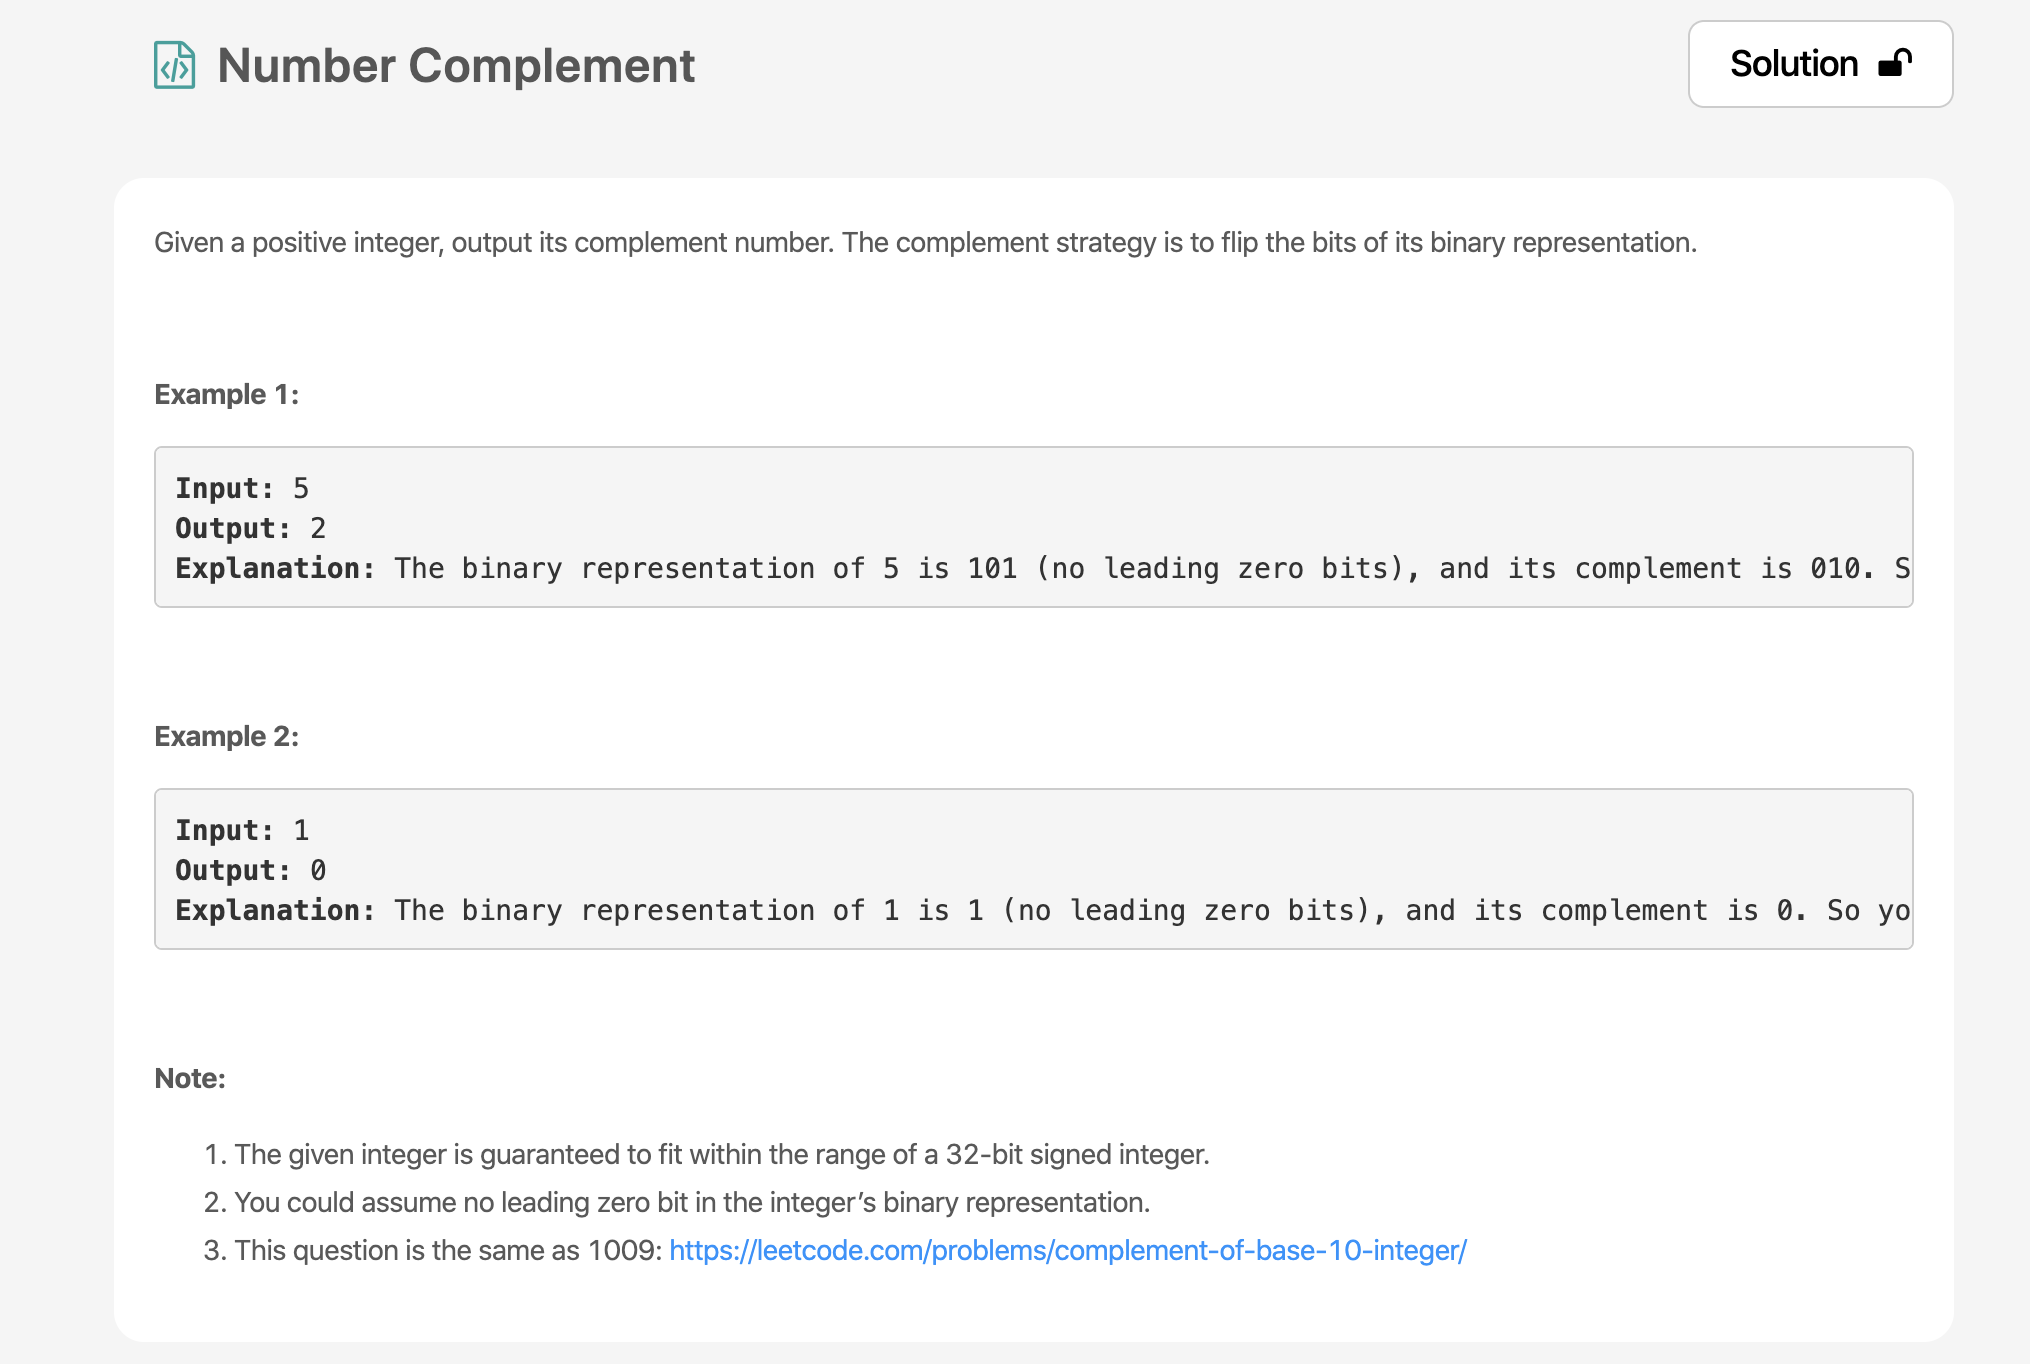 Number Complement
Solution
Given a positive integer, output its complement number. The complement strategy is to flip the bits of its binary representation.
Example 1:
Input: 5
Output: 2
Explanation: The binary representation of 5 is 101 (no leading zero bits), and its complement is 010. S
Example 2:
Input: 1
Output: 0
Explanation: The binary representation of 1 is 1 (no leading zero bits), and its complement is 0. So yo
Note:
1. The given integer is guaranteed to fit within the range of a 32-bit signed integer.
2. You could assume no leading zero bit in the integer’s binary representation.
3. This question is the same as 1009: https://leetcode.com/problems/complement-of-base-10-integer/